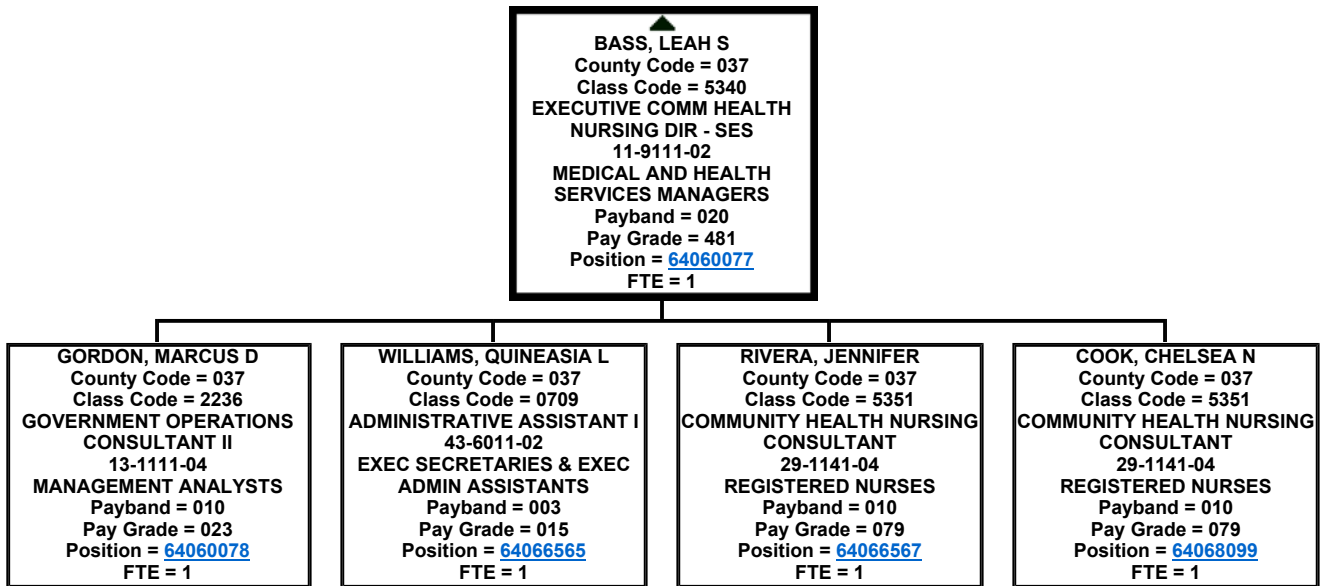 BASS, LEAH S
County Code = 037
Class Code = 5340
EXECUTIVE COMM HEALTH
NURSING DIR - SES
11-9111-02
MEDICAL AND HEALTH
SERVICES MANAGERS
Payband = 020
Pay Grade = 481
Position = 64060077
FTE = 1
GORDON, MARCUS D
County Code = 037
Class Code = 2236
GOVERNMENT OPERATIONS
CONSULTANT II
13-1111-04
MANAGEMENT ANALYSTS
Payband = 010
Pay Grade = 023
Position = 64060078
FTE = 1
WILLIAMS, QUINEASIA L
County Code = 037
Class Code = 0709
ADMINISTRATIVE ASSISTANT I
43-6011-02
EXEC SECRETARIES & EXEC
ADMIN ASSISTANTS
Payband = 003
Pay Grade = 015
Position = 64066565
FTE = 1
RIVERA, JENNIFER
County Code = 037
Class Code = 5351
COMMUNITY HEALTH NURSING
CONSULTANT
29-1141-04
REGISTERED NURSES
Payband = 010
Pay Grade = 079
Position = 64066567
FTE = 1
COOK, CHELSEA N
County Code = 037
Class Code = 5351
COMMUNITY HEALTH NURSING
CONSULTANT
29-1141-04
REGISTERED NURSES
Payband = 010
Pay Grade = 079
Position = 64068099
FTE = 1